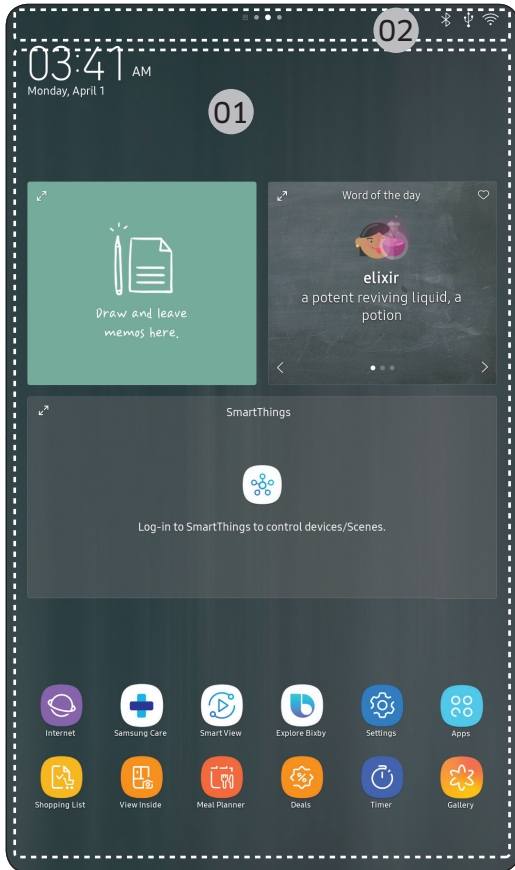 02
03:41 AM
Monday, April 1
01
Word of the day
elixir
a potent reviving liquid, a
potion
Draw and leave
memos here.
SmartThings
Log-in to SmartThings to control devices/Scenes.
Internet Samsung Care Smart View Explore Bixby Settings Apps
Shopping List View Inside Meal Planner Deals Timer Gallery